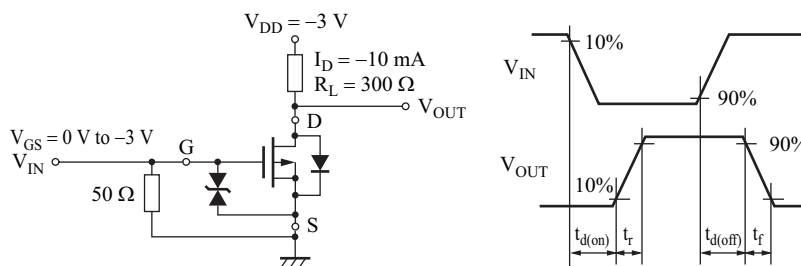 V_DD = −3 V
I_D = −10 mA
R_L = 300 Ω
V_OUT
D
V_GS = 0 V to −3 V
V_IN
G
50 Ω
S
V_IN
10%
90%
V_OUT
10%
90%
t_d(on)
t_r
t_d(off)
t_f